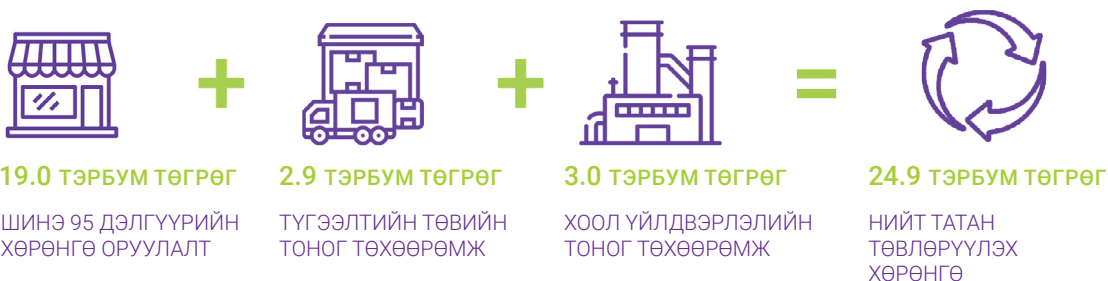 19.0 ТЭРБУМ ТӨГРӨГ
ШИНЭ 95 ДЭЛГҮҮРИЙН
ХӨРӨНГӨ ОРУУЛАЛТ
2.9 ТЭРБУМ ТӨГРӨГ
ТҮГЭЭЛТИЙН ТӨВИЙН
ТОНОГ ТӨХӨӨРӨМЖ
3.0 ТЭРБУМ ТӨГРӨГ
ХООЛ ҮЙЛДВЭРЛЭЛИЙН
ТОНОГ ТӨХӨӨРӨМЖ
24.9 ТЭРБУМ ТӨГРӨГ
НИЙТ ТАТАН
ТӨВЛӨРҮҮЛЭХ
ХӨРӨНГӨ